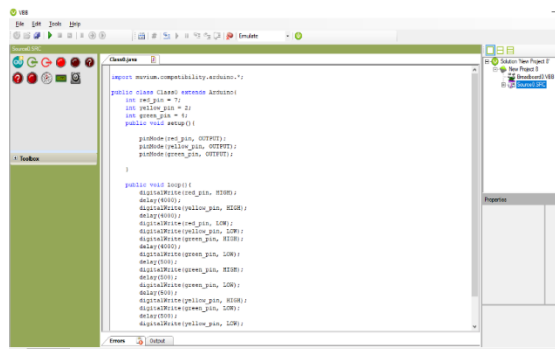 VBB
File Edit Tools Help
Emulate
Source0.SPC
Class0.java
Solution 'New Project 0'
New Project 0
Breadboard0.VBB
Source0.SPC
import muvium.compatibility.arduino.*;
public class Class0 extends Arduino{
int red_pin = 7;
int yellow_pin = 2;
int green_pin = 4;
public void setup(){
pinMode(red_pin, OUTPUT);
pinMode(yellow_pin, OUTPUT);
pinMode(green_pin, OUTPUT);
}
Toolbox
public void loop(){
digitalWrite(red_pin, HIGH);
delay(4000);
digitalWrite(yellow_pin, HIGH);
delay(4000);
digitalWrite(red_pin, LOW);
digitalWrite(yellow_pin, LOW);
digitalWrite(green_pin, HIGH);
delay(4000);
digitalWrite(green_pin, LOW);
delay(500);
digitalWrite(green_pin, HIGH);
delay(500);
digitalWrite(green_pin, LOW);
delay(500);
digitalWrite(yellow_pin, HIGH);
digitalWrite(green_pin, LOW);
delay(500);
digitalWrite(yellow_pin, LOW);
Properties
Errors Output